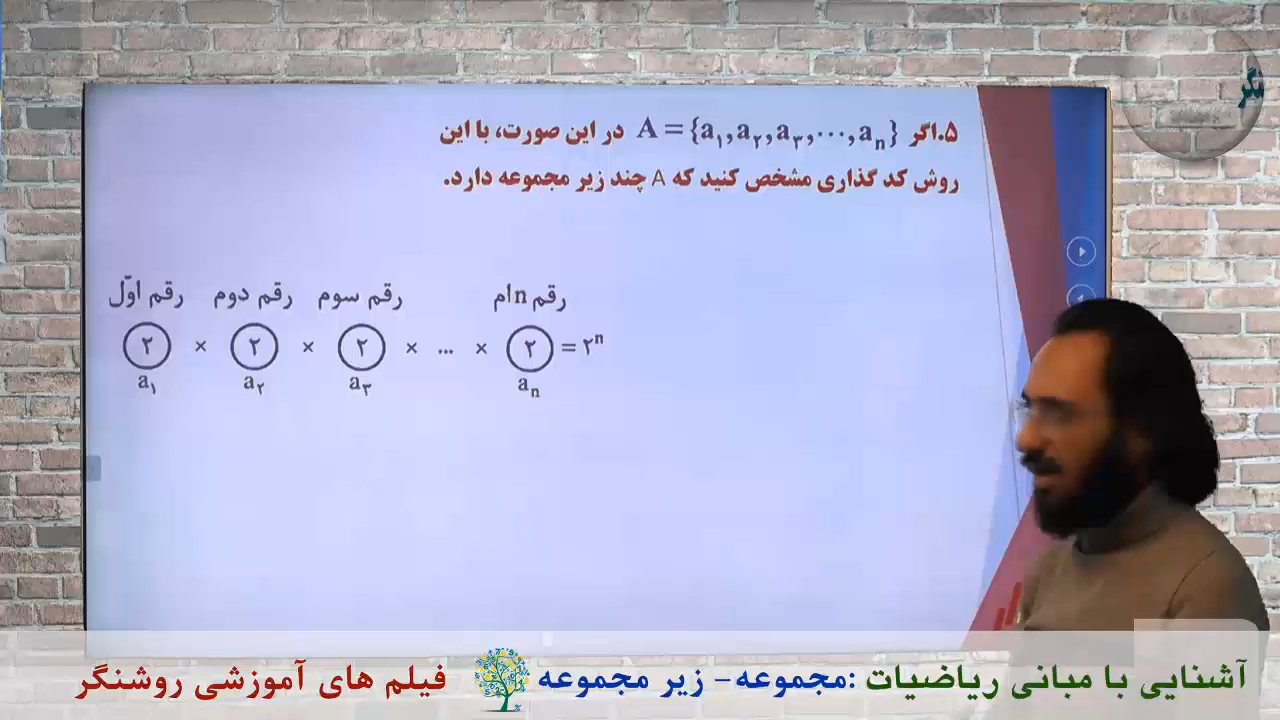 ۵.اگر A = {a۱,a۲,a۳,...,an} در این صورت، با این
روش کد گذاری مشخص کنید که A چند زیر مجموعه دارد.
رقم اوّل رقم دوم رقم سوم رقم nام
۲ × ۲ × ۲ × ... × ۲ = ۲ⁿ
a۱ a۲ a۳ an
آشنایی با مبانی ریاضیات :مجموعه- زیر مجموعه فیلم های آموزشی روشنگر